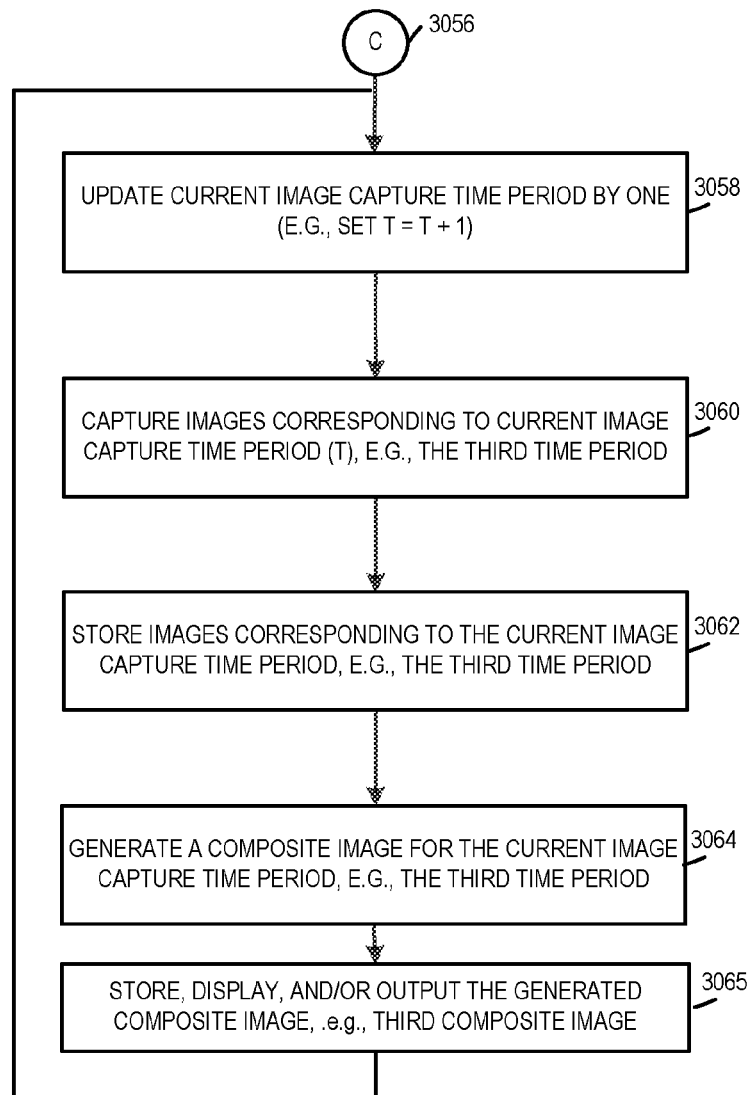 C
3056
UPDATE CURRENT IMAGE CAPTURE TIME PERIOD BY ONE
(E.G., SET T = T + 1)
3058
CAPTURE IMAGES CORRESPONDING TO CURRENT IMAGE
CAPTURE TIME PERIOD (T), E.G., THE THIRD TIME PERIOD
3060
STORE IMAGES CORRESPONDING TO THE CURRENT IMAGE
CAPTURE TIME PERIOD, E.G., THE THIRD TIME PERIOD
3062
GENERATE A COMPOSITE IMAGE FOR THE CURRENT IMAGE
CAPTURE TIME PERIOD, E.G., THE THIRD TIME PERIOD
3064
STORE, DISPLAY, AND/OR OUTPUT THE GENERATED
COMPOSITE IMAGE, .e.g., THIRD COMPOSITE IMAGE
3065